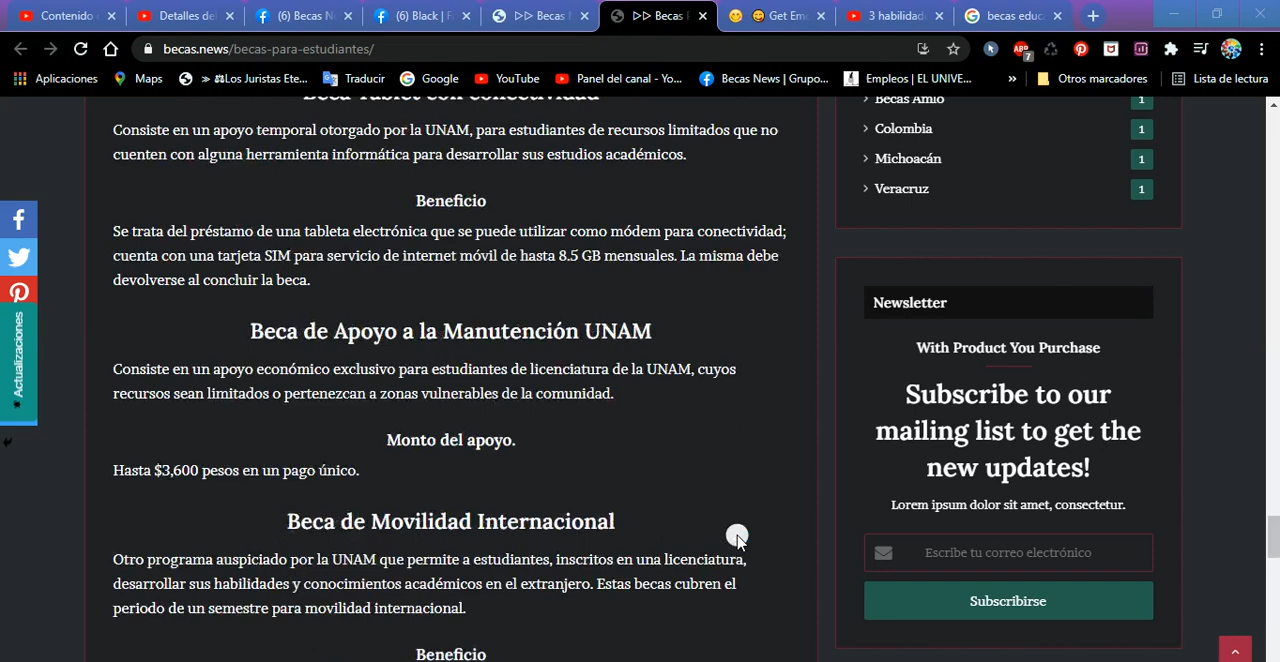 Contenido
Detalles de
(6) Becas N
(6) Black | F
▷▷ Becas
▷▷ Becas
Get Em
3 habilidad
becas educ
becas.news/becas-para-estudiantes/
7
Aplicaciones
Maps
» ⚖Los Juristas Ete...
Traducir
Google
YouTube
Panel del canal - Yo...
Becas News | Grupo...
Empleos | EL UNIVE...
»
Otros marcadores
Lista de lectura
Beca Tablet con conectividad
Consiste en un apoyo temporal otorgado por la UNAM, para estudiantes de recursos limitados que no
cuenten con alguna herramienta informática para desarrollar sus estudios académicos.
Beneficio
Se trata del préstamo de una tableta electrónica que se puede utilizar como módem para conectividad;
cuenta con una tarjeta SIM para servicio de internet móvil de hasta 8.5 GB mensuales. La misma debe
devolverse al concluir la beca.
Beca de Apoyo a la Manutención UNAM
Consiste en un apoyo económico exclusivo para estudiantes de licenciatura de la UNAM, cuyos
recursos sean limitados o pertenezcan a zonas vulnerables de la comunidad.
Monto del apoyo.
Hasta $3,600 pesos en un pago único.
Beca de Movilidad Internacional
Otro programa auspiciado por la UNAM que permite a estudiantes, inscritos en una licenciatura,
desarrollar sus habilidades y conocimientos académicos en el extranjero. Estas becas cubren el
periodo de un semestre para movilidad internacional.
Beneficio
Actualizaciones
Becas Amlo 1
Colombia 1
Michoacán 1
Veracruz 1
Newsletter
With Product You Purchase
Subscribe to our
mailing list to get the
new updates!
Lorem ipsum dolor sit amet, consectetur.
Escribe tu correo electrónico
Subscribirse